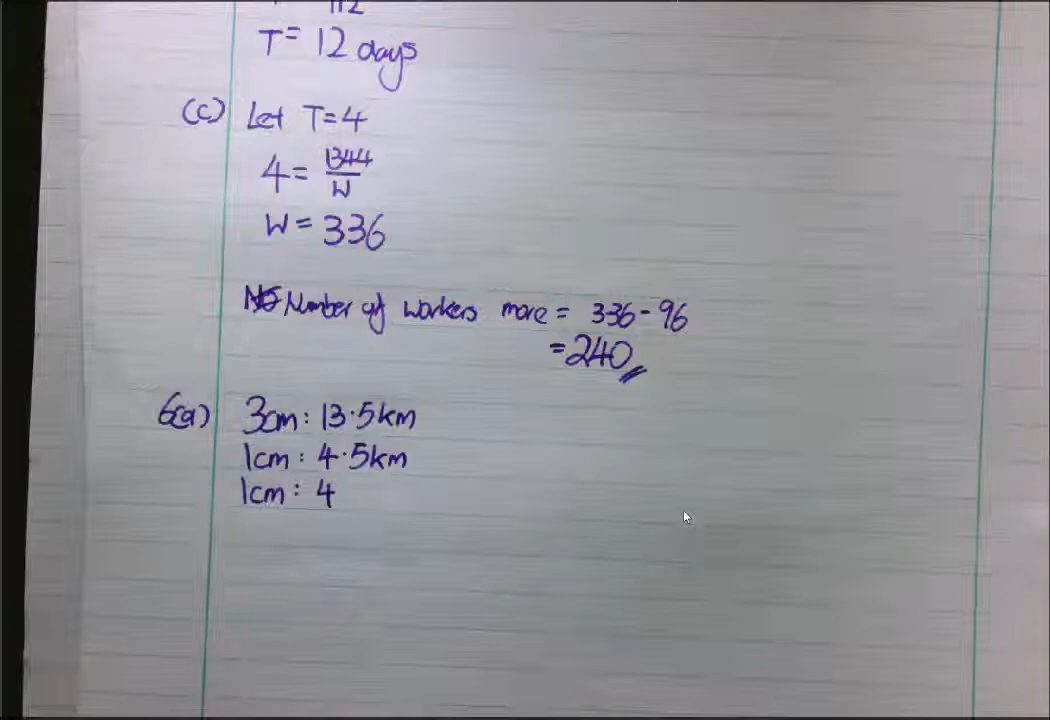 112
T = 12 days
(c) Let T = 4
4 = 1344/W
W = 336
Number of workers more = 336 - 96
= 240
6(a) 3cm : 13.5km
1cm : 4.5km
1cm : 4